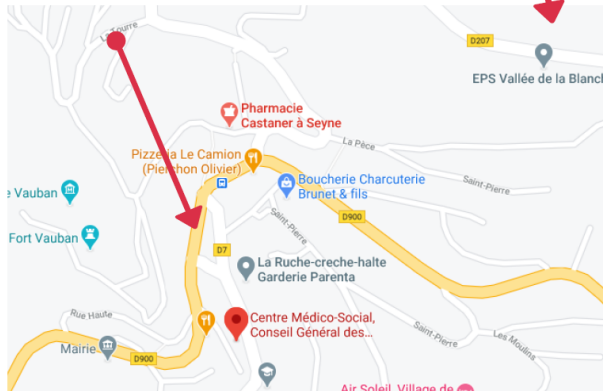 La Tourre
D207
EPS Vallée de la Blanch
Pharmacie
Castaner à Seyne
La Pèce
Pizzeria Le Camion
(Pierchon Olivier)
Boucherie Charcuterie
Brunet & fils
Saint-Pierre
e Vauban
Saint-Pierre
D900
Fort Vauban
D7
La Ruche-creche-halte
Garderie Parenta
Rue Haute
Centre Médico-Social,
Conseil Général des...
Saint-Pierre
Les Moulins
Mairie
D900
Air Soleil, Village de